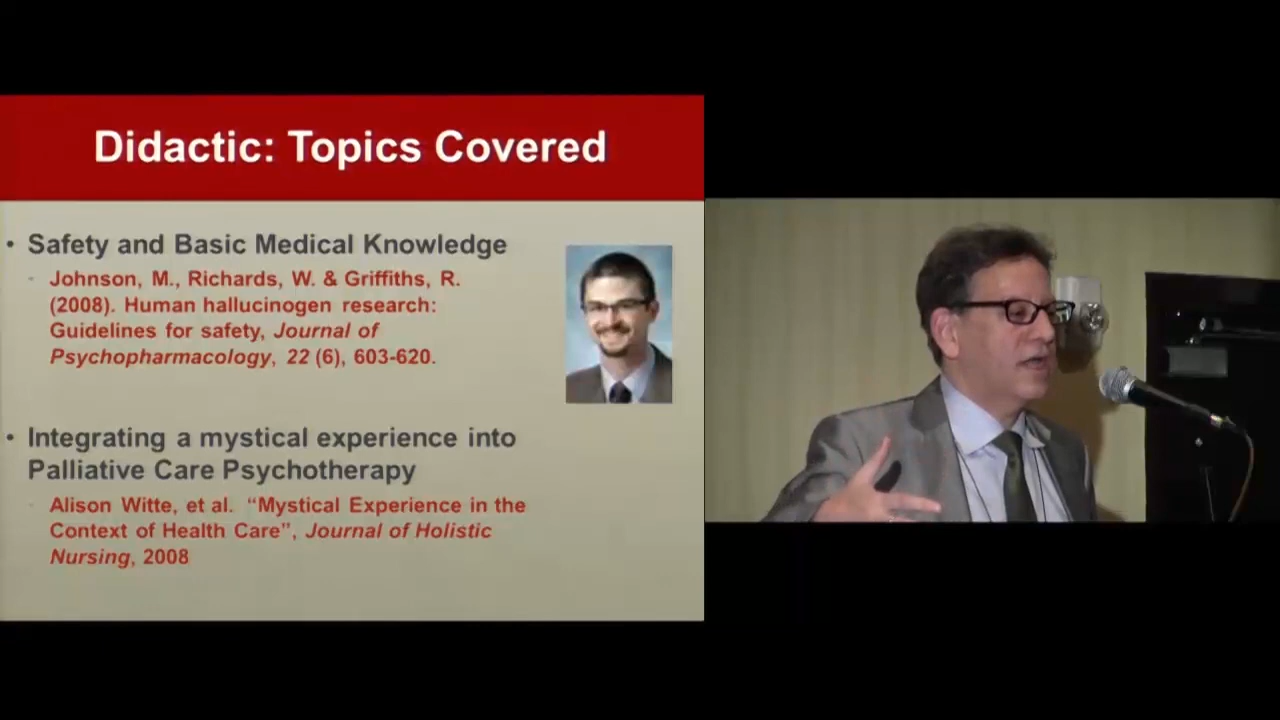 Didactic: Topics Covered
• Safety and Basic Medical Knowledge
- Johnson, M., Richards, W. & Griffiths, R.
(2008). Human hallucinogen research:
Guidelines for safety, Journal of
Psychopharmacology, 22 (6), 603-620.
• Integrating a mystical experience into
Palliative Care Psychotherapy
- Alison Witte, et al. “Mystical Experience in the
Context of Health Care”, Journal of Holistic
Nursing, 2008